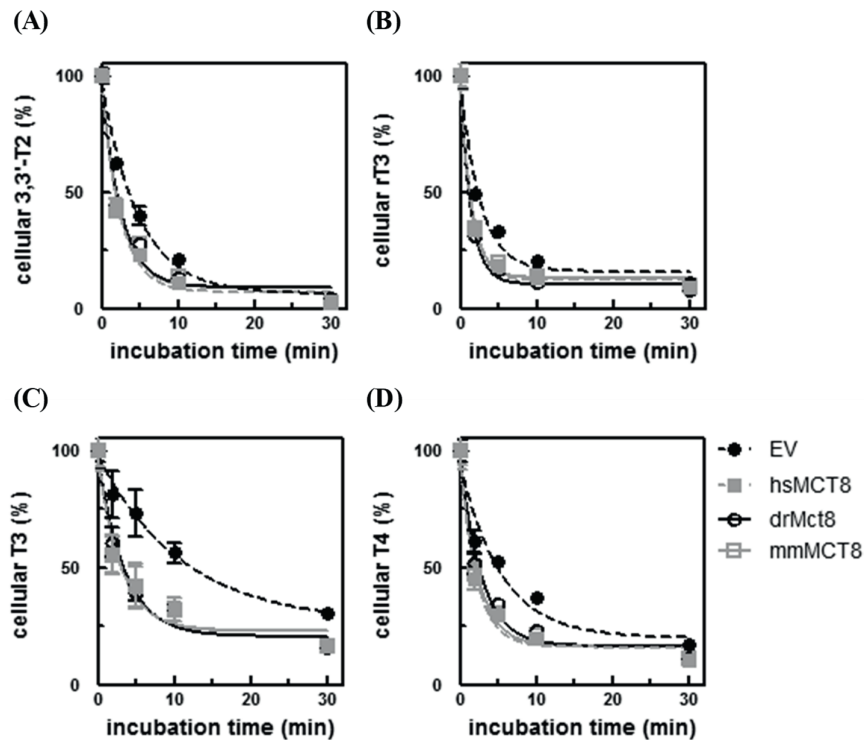 (A)
cellular 3,3'-T2 (%)
100
50
0
0 10 20 30
incubation time (min)
(B)
cellular rT3 (%)
100
50
0
0 10 20 30
incubation time (min)
(C)
cellular T3 (%)
100
50
0
0 10 20 30
incubation time (min)
(D)
cellular T4 (%)
100
50
0
0 10 20 30
incubation time (min)
EV
hsMCT8
drMct8
mmMCT8